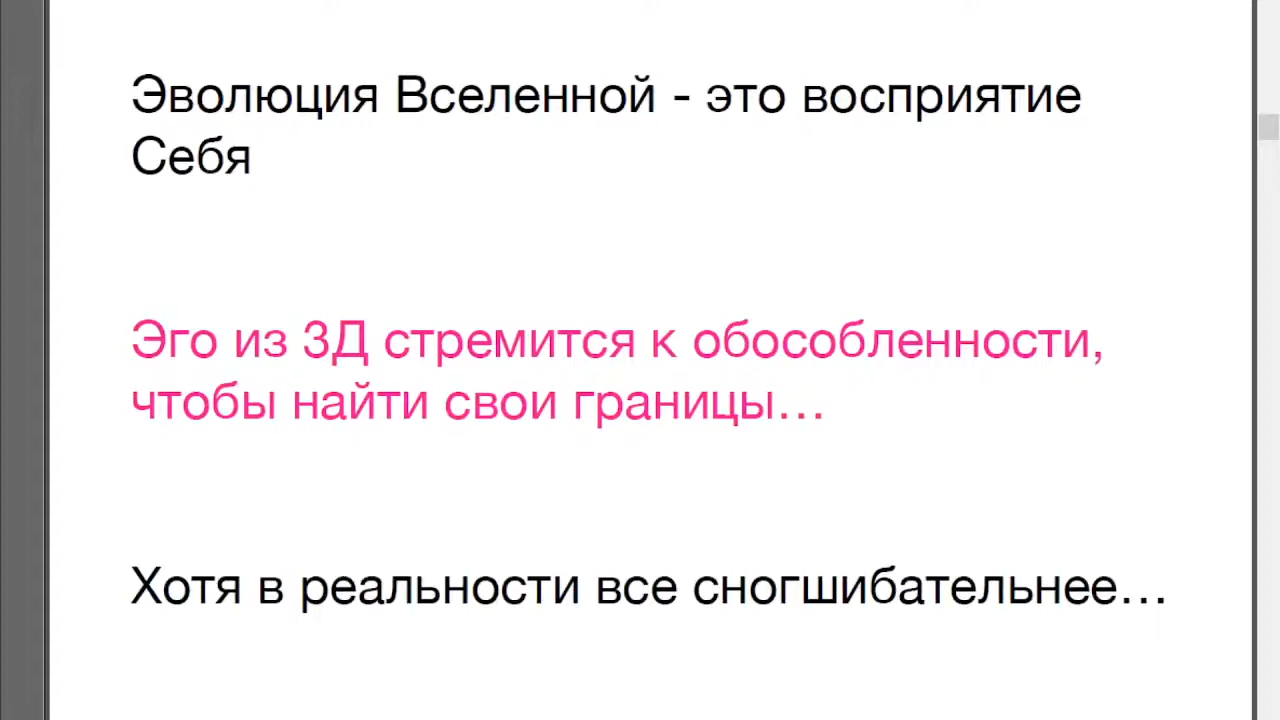 Эволюция Вселенной - это восприятие
Себя
Эго из 3Д стремится к обособленности,
чтобы найти свои границы…
Хотя в реальности все сногшибательнее…